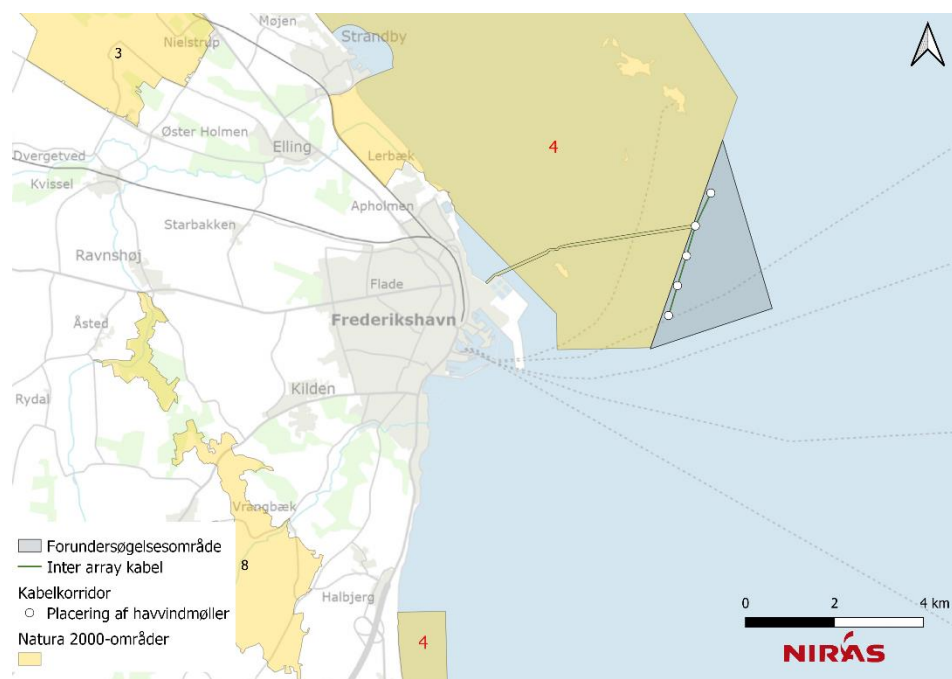 Møjen
Strandby
Nielstrup
3
Øster Holmen
Elling
Lerbæk
4
Dvergetved
Kvissel
Apholmen
Starbakken
Ravnshøj
Flade
Frederikshavn
Åsted
Kilden
Rydal
Vrangbæk
8
Halbjerg
4
Forundersøgelsesområde
Inter array kabel
Kabelkorridor
Placering af havvindmøller
Natura 2000-områder
0 2 4 km
NIRAS